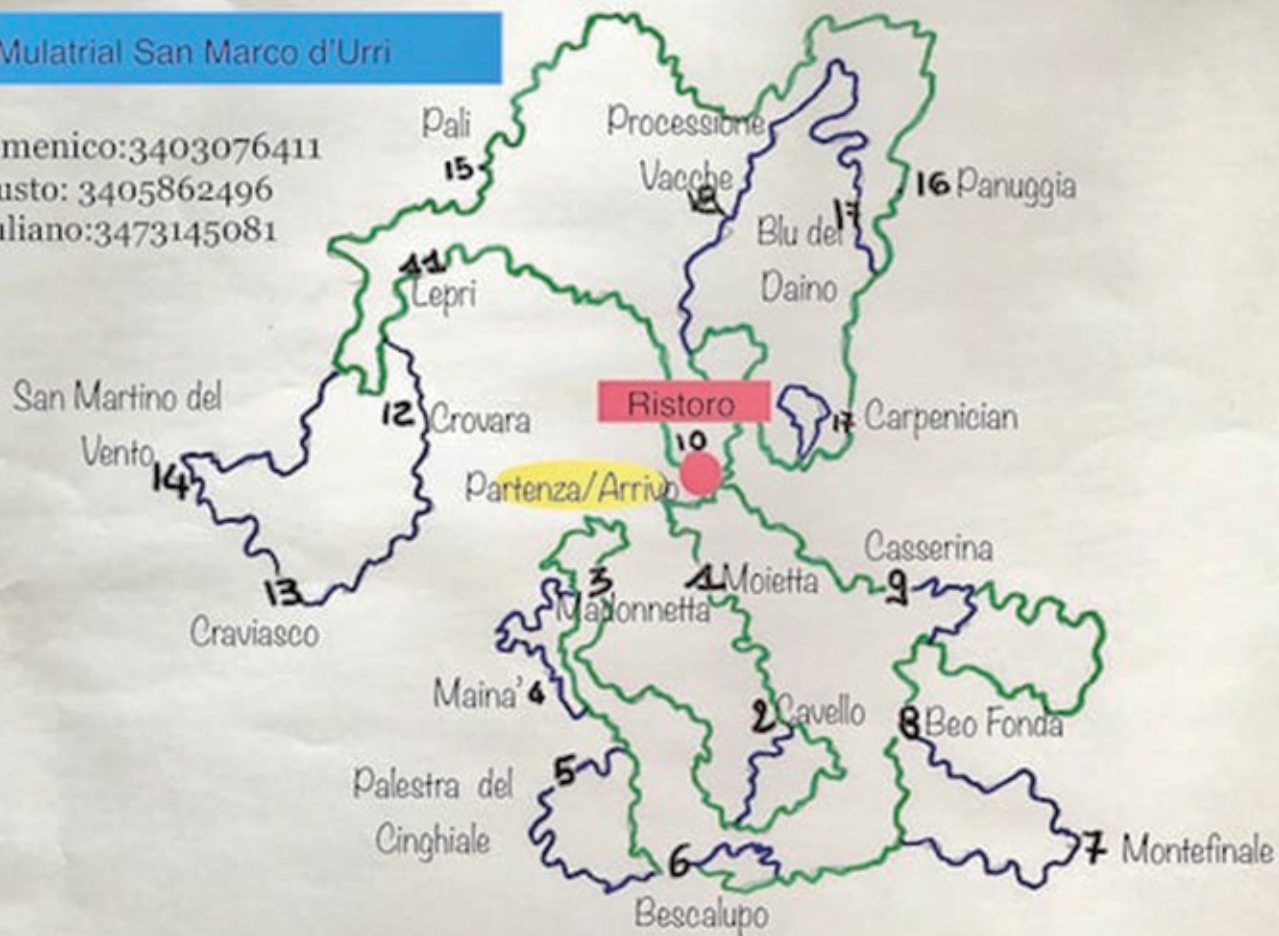 Mulatrial San Marco d'Urri
menico:3403076411
usto: 3405862496
uliano:3473145081
Pali
15
Processione
Vacche
18
16 Panuggia
17
Blu del
Daino
11
Lepri
San Martino del
Vento
14
12 Crovara
Ristoro
10
17 Carpenician
Partenza/Arrivo
13
Craviasco
3
Madonnetta
1 Moietta
Casserina
9
Maina' 4
2 Cavello
8 Beo Fonda
5
Palestra del
Cinghiale
6
Bescalupo
7 Montefinale